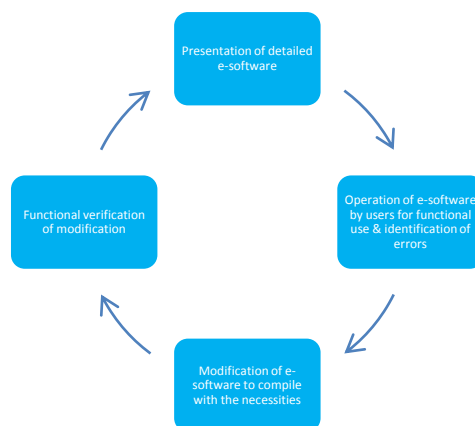 Presentation of detailed
e-software
Operation of e-software
by users for functional
use & identification of
errors
Modification of e-
software to compile
with the necessities
Functional verification
of modification